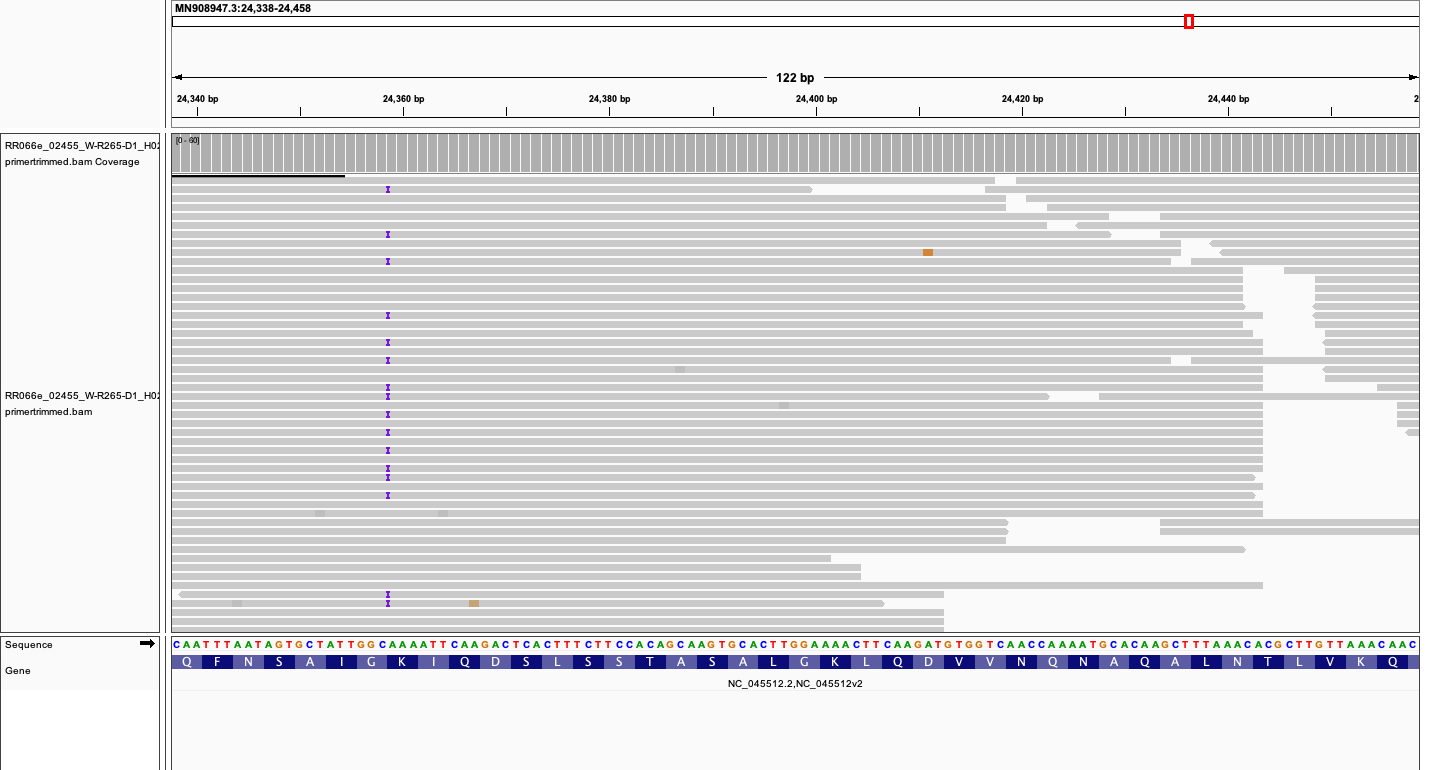 MN908947.3:24,338-24,458
122 bp
24,340 bp 24,360 bp 24,380 bp 24,400 bp 24,420 bp 24,440 bp 2
RR066e_02455_W-R265-D1_H02
primertrimmed.bam Coverage
[0 - 60]
RR066e_02455_W-R265-D1_H02
primertrimmed.bam
Sequence
C A A T T T A A T A G T G C T A T T G G C A A A A T T C A A G A C T C A C T T T C T T C C A C A G C A A G T G C A C T T G G A A A A C T T C A A G A T G T G G T C A A C C A A A A T G C A C A A G C T T T A A A C A C G C T T G T T A A A C A A C
Gene
Q F N S A I G K I Q D S L S S T A S A L G K L Q D V V N Q N A Q A L N T L V K Q
NC_045512.2,NC_045512v2